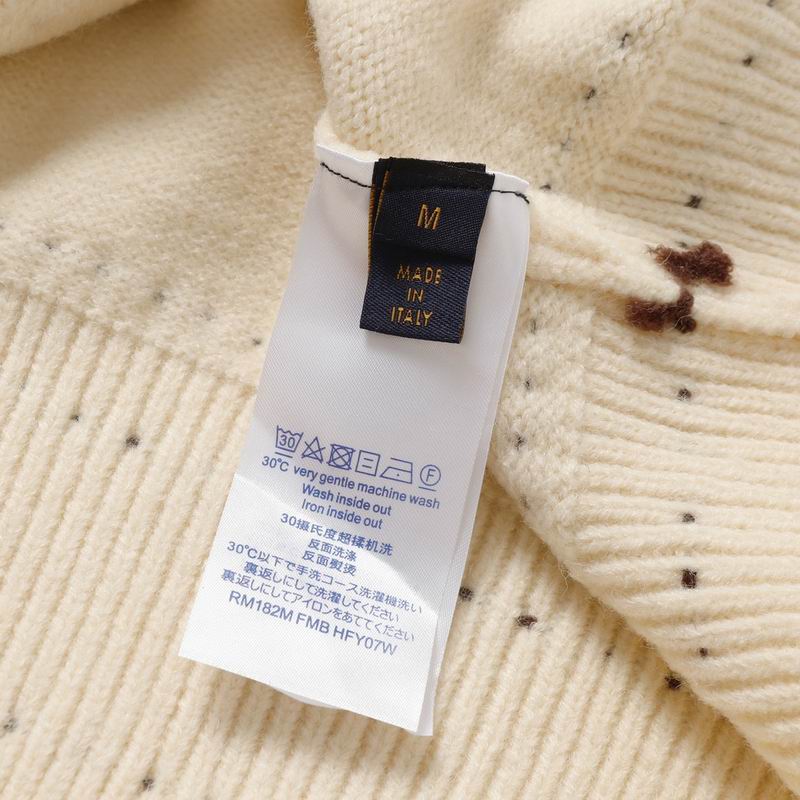 M
MADE
IN
ITALY
30
F
30°C very gentle machine wash
Wash inside out
Iron inside out
30摄氏度超揉机洗
反面洗涤
反面熨烫
30℃以下で手洗コース洗濯機洗い
裏返しにして洗濯してください
裏返しにしてアイロンをあててください
RM182M FMB HFY07W